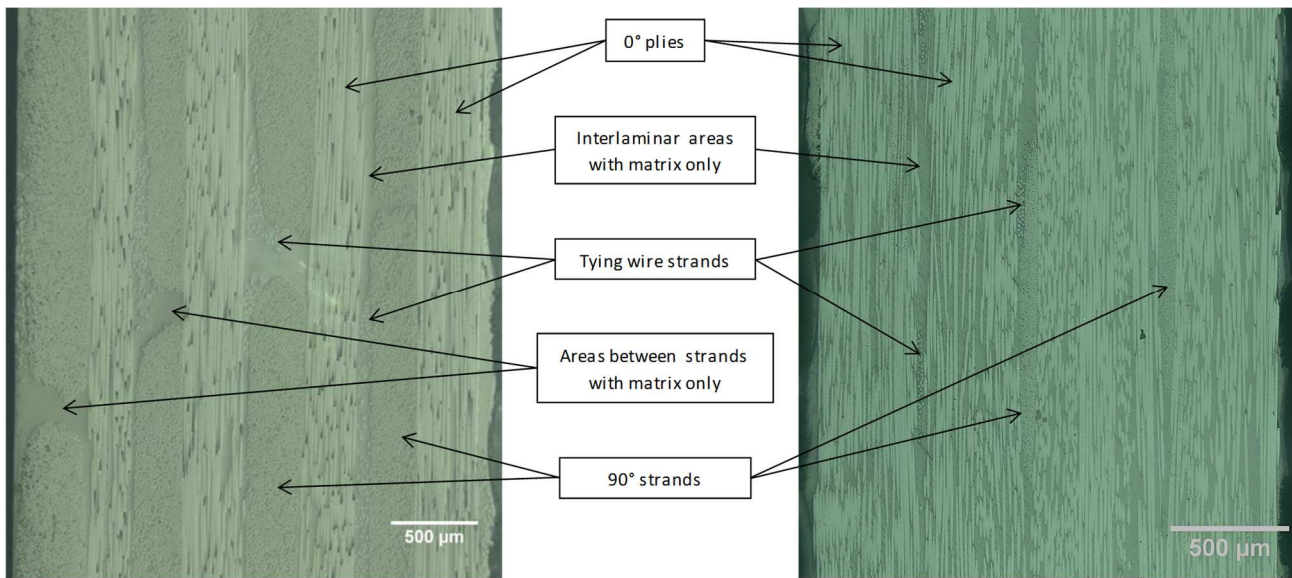 0° plies
Interlaminar areas
with matrix only
Tying wire strands
Areas between strands
with matrix only
90° strands
500 µm
500 µm